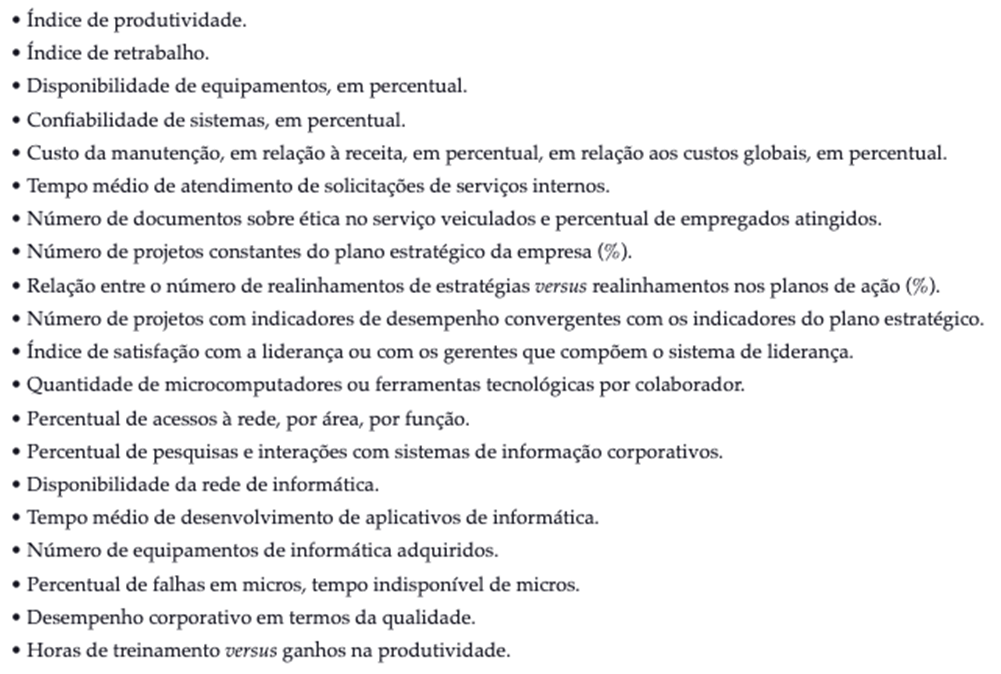 • Índice de produtividade.
• Índice de retrabalho.
• Disponibilidade de equipamentos, em percentual.
• Confiabilidade de sistemas, em percentual.
• Custo da manutenção, em relação à receita, em percentual, em relação aos custos globais, em percentual.
• Tempo médio de atendimento de solicitações de serviços internos.
• Número de documentos sobre ética no serviço veiculados e percentual de empregados atingidos.
• Número de projetos constantes do plano estratégico da empresa (%).
• Relação entre o número de realinhamentos de estratégias versus realinhamentos nos planos de ação (%).
• Número de projetos com indicadores de desempenho convergentes com os indicadores do plano estratégico.
• Índice de satisfação com a liderança ou com os gerentes que compõem o sistema de liderança.
• Quantidade de microcomputadores ou ferramentas tecnológicas por colaborador.
• Percentual de acessos à rede, por área, por função.
• Percentual de pesquisas e interações com sistemas de informação corporativos.
• Disponibilidade da rede de informática.
• Tempo médio de desenvolvimento de aplicativos de informática.
• Número de equipamentos de informática adquiridos.
• Percentual de falhas em micros, tempo indisponível de micros.
• Desempenho corporativo em termos da qualidade.
• Horas de treinamento versus ganhos na produtividade.